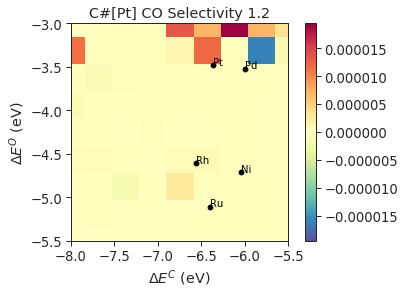 C#[Pt] CO Selectivity 1.2
−3.0
−3.5
−4.0
−4.5
−5.0
−5.5
ΔE^O (eV)
Pt
Pd
Rh
Ni
Ru
−8.0 −7.5 −7.0 −6.5 −6.0 −5.5
ΔE^C (eV)
0.000015
0.000010
0.000005
0.000000
−0.000005
−0.000010
−0.000015